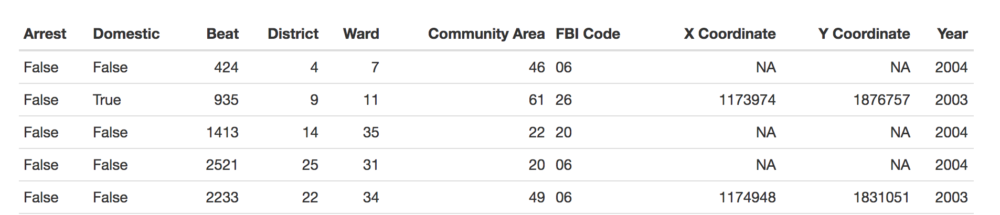 Arrest Domestic Beat District Ward Community Area FBI Code X Coordinate Y Coordinate Year
False False 424 4 7 46 06 NA NA 2004
False True 935 9 11 61 26 1173974 1876757 2003
False False 1413 14 35 22 20 NA NA 2004
False False 2521 25 31 20 06 NA NA 2004
False False 2233 22 34 49 06 1174948 1831051 2003